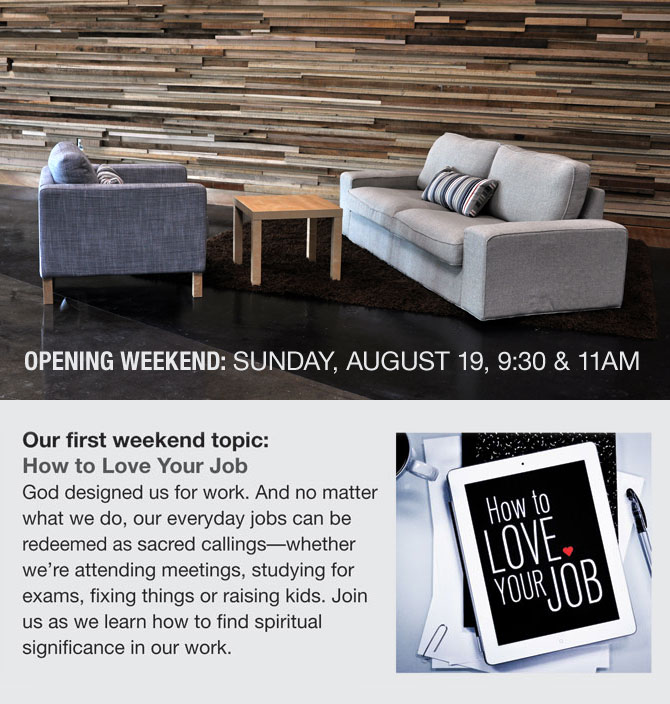 OPENING WEEKEND: SUNDAY, AUGUST 19, 9:30 & 11AM
Our first weekend topic:
How to Love Your Job
God designed us for work. And no matter
what we do, our everyday jobs can be
redeemed as sacred callings—whether
we're attending meetings, studying for
exams, fixing things or raising kids. Join
us as we learn how to find spiritual
significance in our work.
How to
LOVE
YOUR JOB